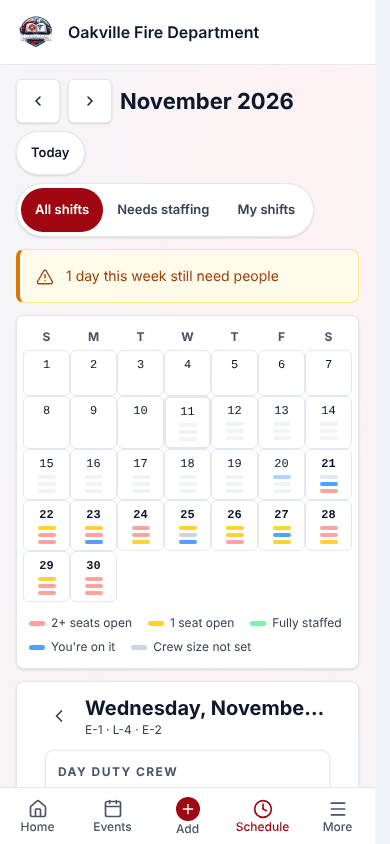 Oakville Fire Department
November 2026
Today
All shifts Needs staffing My shifts
1 day this week still need people
S M T W T F S
1 2 3 4 5 6 7
8 9 10 11 12 13 14
15 16 17 18 19 20 21
22 23 24 25 26 27 28
29 30
2+ seats open 1 seat open Fully staffed
You're on it Crew size not set
Wednesday, Novembe...
E-1 · L-4 · E-2
DAY DUTY CREW
Home Events Add Schedule More